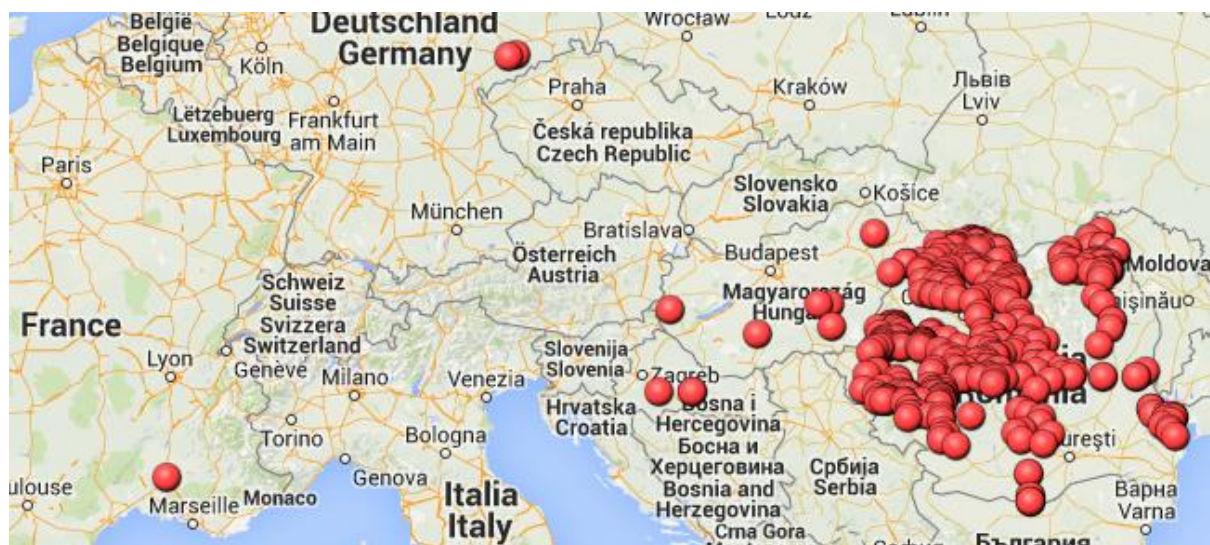 België
Belgique
Belgium
Köln
Deutschland
Germany
Wrocław
Praha
Kraków
Львів
Lviv
Lëtzebuerg
Luxembourg
Frankfurt
am Main
Česká republika
Czech Republic
Paris
Slovensko
Slovakia
Košice
München
Bratislava
Österreich
Austria
Budapest
Moldova
Schweiz
Suisse
Svizzera
Switzerland
Magyarország
France
Lyon
Genève
Milano
Venezia
Slovenija
Slovenia
Zagreb
Hrvatska
Croatia
Bosna i
Hercegovina
Босна и
Херцеговина
Bosnia and
Herzegovina
Torino
Bologna
Genova
Србија
Serbia
Marseille
Monaco
Italia
Italy
Crna Gora
Варна
Varna
България